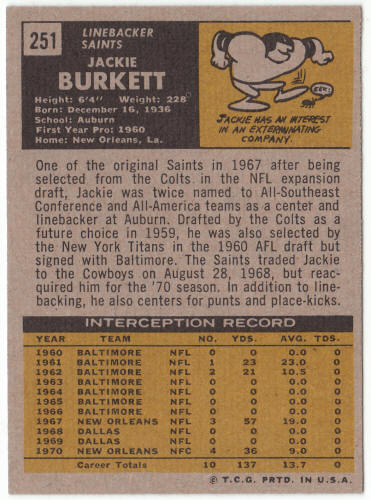 251
LINEBACKER
SAINTS
JACKIE
BURKETT
Height: 6'4" Weight: 228
Born: December 16, 1936
School: Auburn
First Year Pro: 1960
Home: New Orleans, La.
EEK!
JACKIE HAS AN INTEREST
IN AN EXTERMINATING
COMPANY.
One of the original Saints in 1967 after being
selected from the Colts in the NFL expansion
draft, Jackie was twice named to All-Southeast
Conference and All-America teams as a center and
linebacker at Auburn. Drafted by the Colts as a
future choice in 1959, he was also selected by
the New York Titans in the 1960 AFL draft but
signed with Baltimore. The Saints traded Jackie
to the Cowboys on August 28, 1968, but reac-
quired him for the '70 season. In addition to line-
backing, he also centers for punts and place-kicks.
INTERCEPTION RECORD
YEAR TEAM NO. YDS. AVG. TDS.
1960 BALTIMORE NFL 0 0 0.0 0
1961 BALTIMORE NFL 1 23 23.0 0
1962 BALTIMORE NFL 2 21 10.5 0
1963 BALTIMORE NFL 0 0 0.0 0
1964 BALTIMORE NFL 0 0 0.0 0
1965 BALTIMORE NFL 0 0 0.0 0
1966 BALTIMORE NFL 0 0 0.0 0
1967 NEW ORLEANS NFL 3 57 19.0 0
1968 DALLAS NFL 0 0 0.0 0
1969 DALLAS NFL 0 0 0.0 0
1970 NEW ORLEANS NFC 4 36 9.0 0
Career Totals 10 137 13.7 0
© T.C.G. PRTD. IN U.S.A.